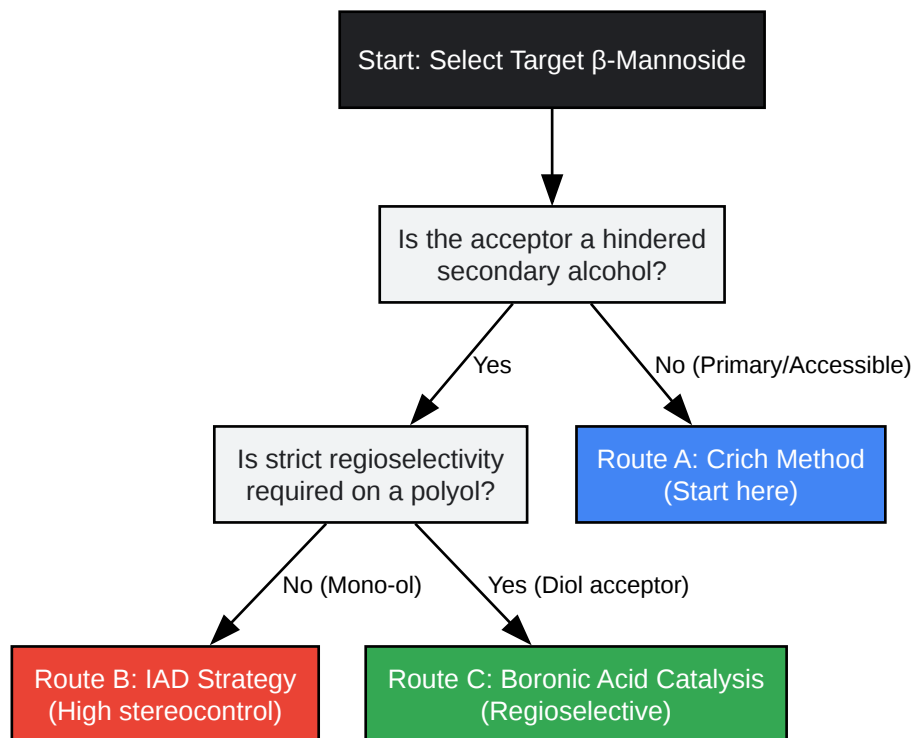 Start: Select Target β-Mannoside
Is the acceptor a hindered
secondary alcohol?
Yes
No (Primary/Accessible)
Is strict regioselectivity
required on a polyol?
Route A: Crich Method
(Start here)
No (Mono-ol)
Yes (Diol acceptor)
Route B: IAD Strategy
(High stereocontrol)
Route C: Boronic Acid Catalysis
(Regioselective)